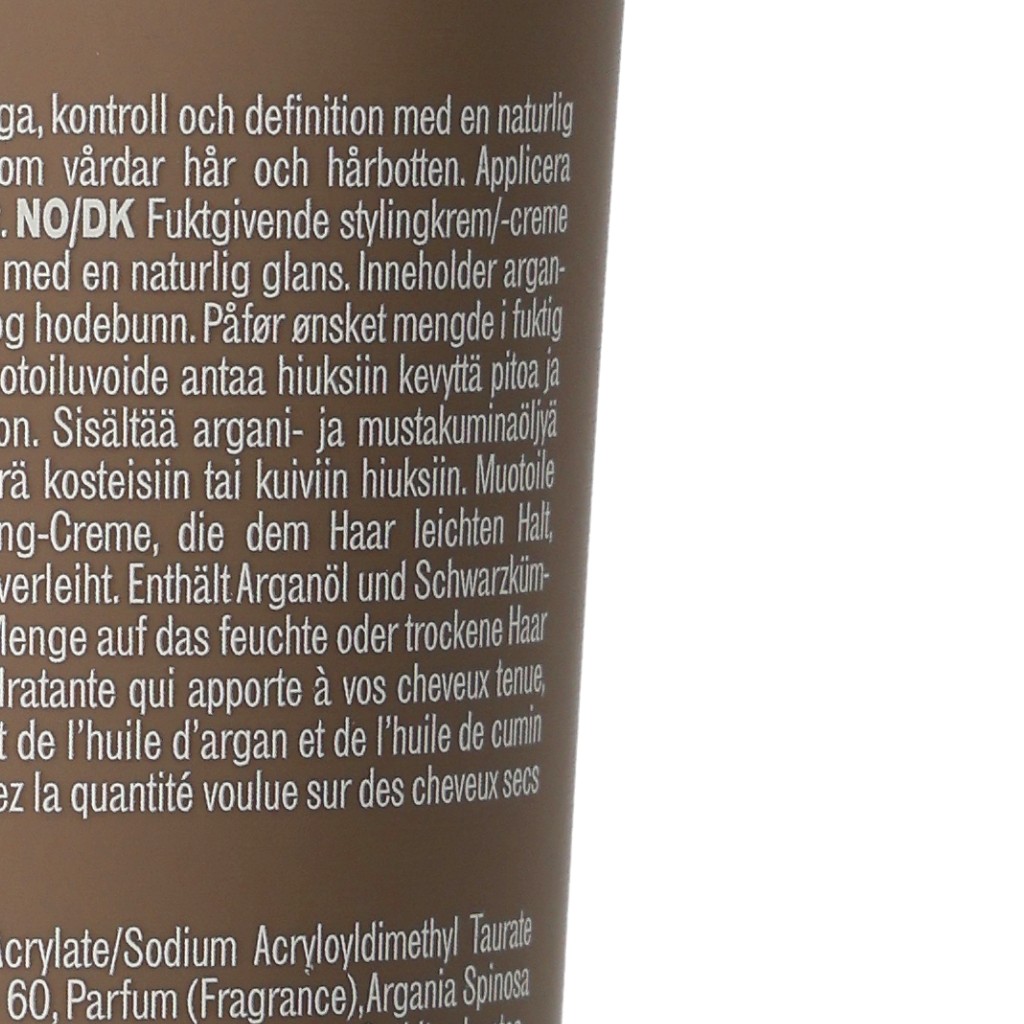 ga, kontroll och definition med en naturlig
om vårdar hår och hårbotten. Applicera
. NO/DK Fuktgivende stylingkrem/-creme
med en naturlig glans. Inneholder argan-
og hodebunn. Påfør ønsket mengde i fuktig
otoiluvoide antaa hiuksiin kevyttä pitoa ja
on. Sisältää argani- ja mustakuminaöljyä
rä kosteisiin tai kuiviin hiuksiin. Muotoile
ng-Creme, die dem Haar leichten Halt,
verleiht. Enthält Arganöl und Schwarzküm-
Menge auf das feuchte oder trockene Haar
dratante qui apporte à vos cheveux tenue,
t de l'huile d'argan et de l'huile de cumin
ez la quantité voulue sur des cheveux secs
Acrylate/Sodium Acryloyldimethyl Taurate
60, Parfum (Fragrance), Argania Spinosa